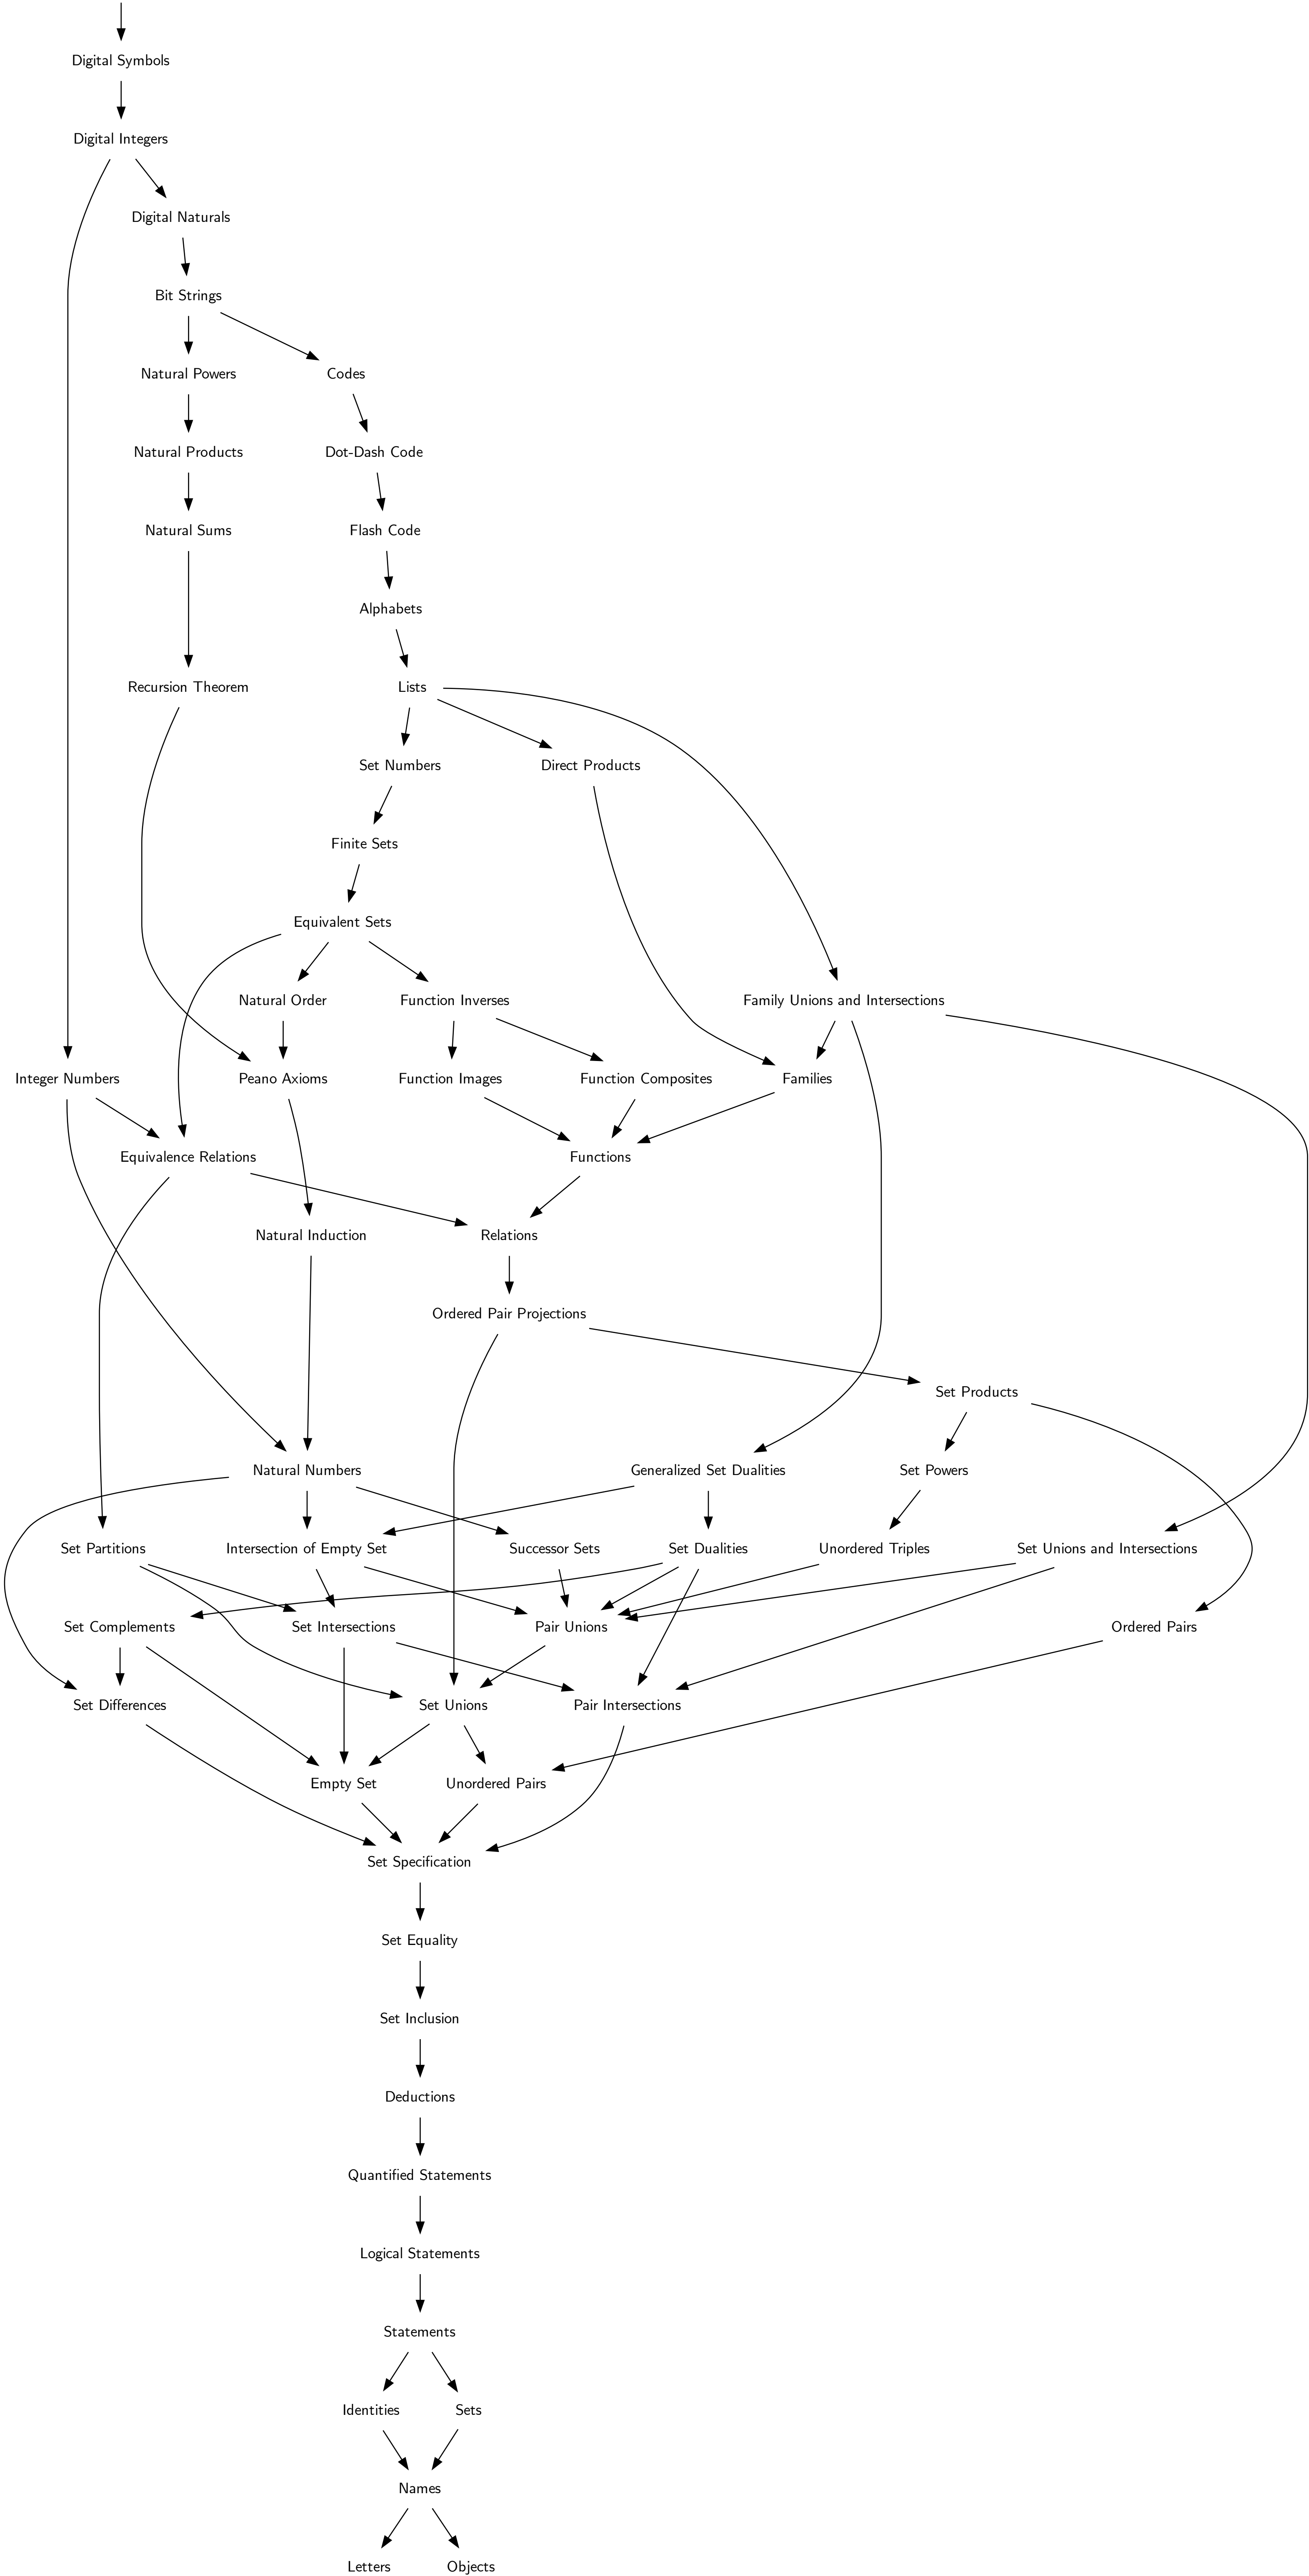 Digital Symbols
Digital Integers
Digital Naturals
Bit Strings
Natural Powers
Codes
Natural Products
Dot-Dash Code
Natural Sums
Flash Code
Alphabets
Recursion Theorem
Lists
Set Numbers
Direct Products
Finite Sets
Equivalent Sets
Natural Order
Function Inverses
Family Unions and Intersections
Integer Numbers
Peano Axioms
Function Images
Function Composites
Families
Equivalence Relations
Functions
Natural Induction
Relations
Ordered Pair Projections
Set Products
Natural Numbers
Generalized Set Dualities
Set Powers
Set Partitions
Intersection of Empty Set
Successor Sets
Set Dualities
Unordered Triples
Set Unions and Intersections
Set Complements
Set Intersections
Pair Unions
Ordered Pairs
Set Differences
Set Unions
Pair Intersections
Empty Set
Unordered Pairs
Set Specification
Set Equality
Set Inclusion
Deductions
Quantified Statements
Logical Statements
Statements
Identities
Sets
Names
Letters
Objects